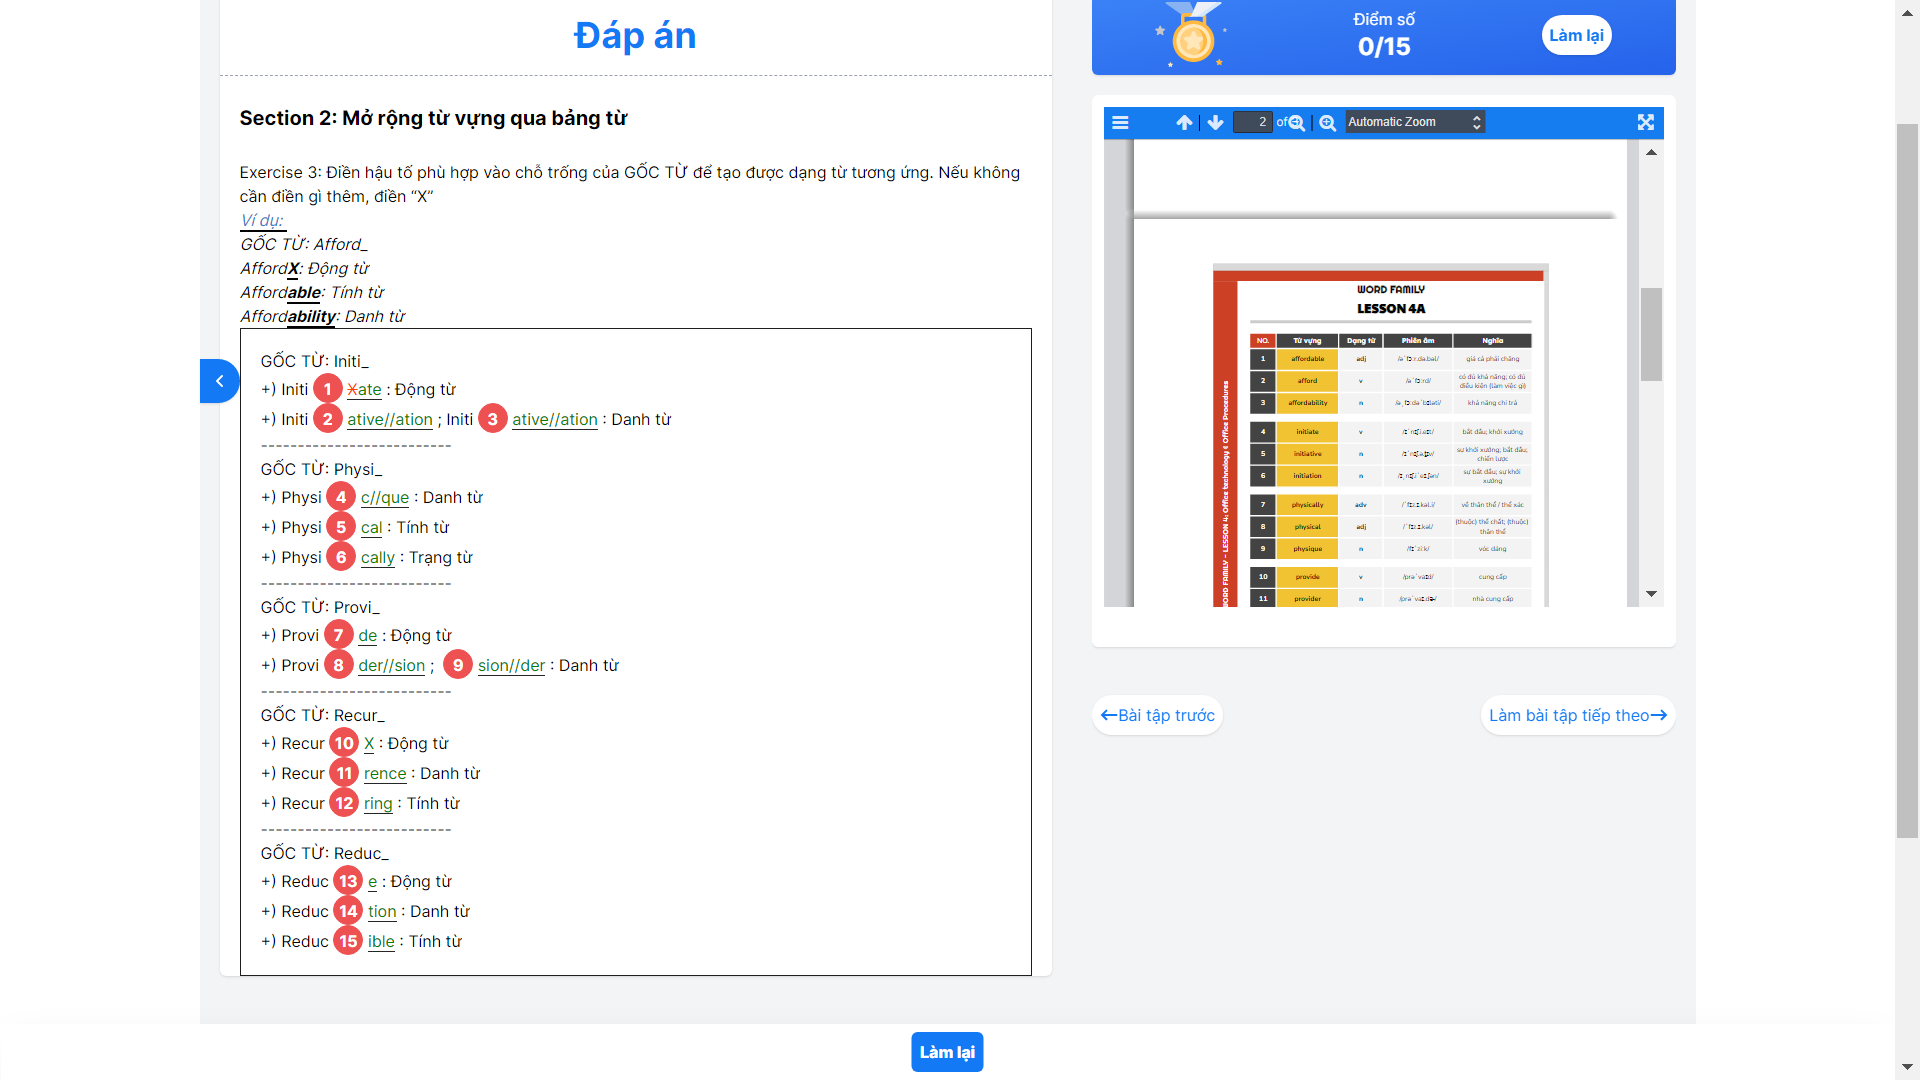 Đáp án
Section 2: Mở rộng từ vựng qua bảng từ
Exercise 3: Điền hậu tố phù hợp vào chỗ trống của GỐC TỪ để tạo được dạng từ tương ứng. Nếu không
cần điền gì thêm, điền “X”
Ví dụ:
GỐC TỪ: Afford_
AffordX: Động từ
Affordable: Tính từ
Affordability: Danh từ
GỐC TỪ: Initi_
+) Initi 1 Xate : Động từ
+) Initi 2 ative//ation ; Initi 3 ative//ation : Danh từ
--------------------------
GỐC TỪ: Physi_
+) Physi 4 c//que : Danh từ
+) Physi 5 cal : Tính từ
+) Physi 6 cally : Trạng từ
--------------------------
GỐC TỪ: Provi_
+) Provi 7 de : Động từ
+) Provi 8 der//sion ; 9 sion//der : Danh từ
--------------------------
GỐC TỪ: Recur_
+) Recur 10 X : Động từ
+) Recur 11 rence : Danh từ
+) Recur 12 ring : Tính từ
--------------------------
GỐC TỪ: Reduc_
+) Reduc 13 e : Động từ
+) Reduc 14 tion : Danh từ
+) Reduc 15 ible : Tính từ
Điểm số
0/15
Làm lại
2 of Automatic Zoom
WORD FAMILY
LESSON 4A
WORD FAMILY - LESSON 4: Office technology & Office Procedures
NO. Từ vựng Dạng từ Phiên âm Nghĩa
1 affordable adj giá cả phải chăng
2 afford v có đủ khả năng; có đủ
điều kiện (làm việc gì)
3 affordability n khả năng chi trả
4 initiate v bắt đầu; khởi xướng
5 initiative n sự khởi xướng; bắt đầu;
chiến lược
6 initiation n sự bắt đầu; sự khởi
xướng
7 physically adv về thân thể / thể xác
8 physical adj (thuộc) thể chất; (thuộc)
thân thể
9 physique n vóc dáng
10 provide v cung cấp
11 provider n nhà cung cấp
←Bài tập trước
Làm bài tập tiếp theo→
Làm lại